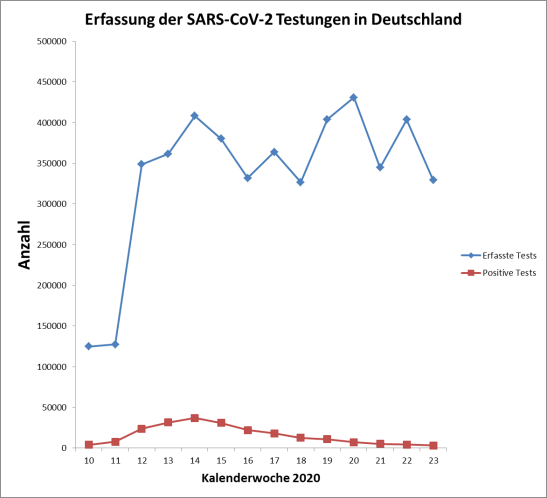 Erfassung der SARS-CoV-2 Testungen in Deutschland
500000
450000
400000
350000
300000
250000
200000
150000
100000
50000
0
Anzahl
10 11 12 13 14 15 16 17 18 19 20 21 22 23
Kalenderwoche 2020
Erfasste Tests
Positive Tests